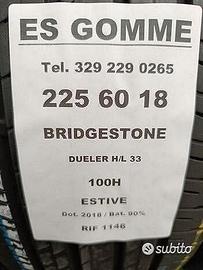 ES GOMME
Tel. 329 229 0265
225 60 18
BRIDGESTONE
DUELER H/L 33
100H
ESTIVE
Dot. 2018 / Bat. 90%
RIF 1146
subito